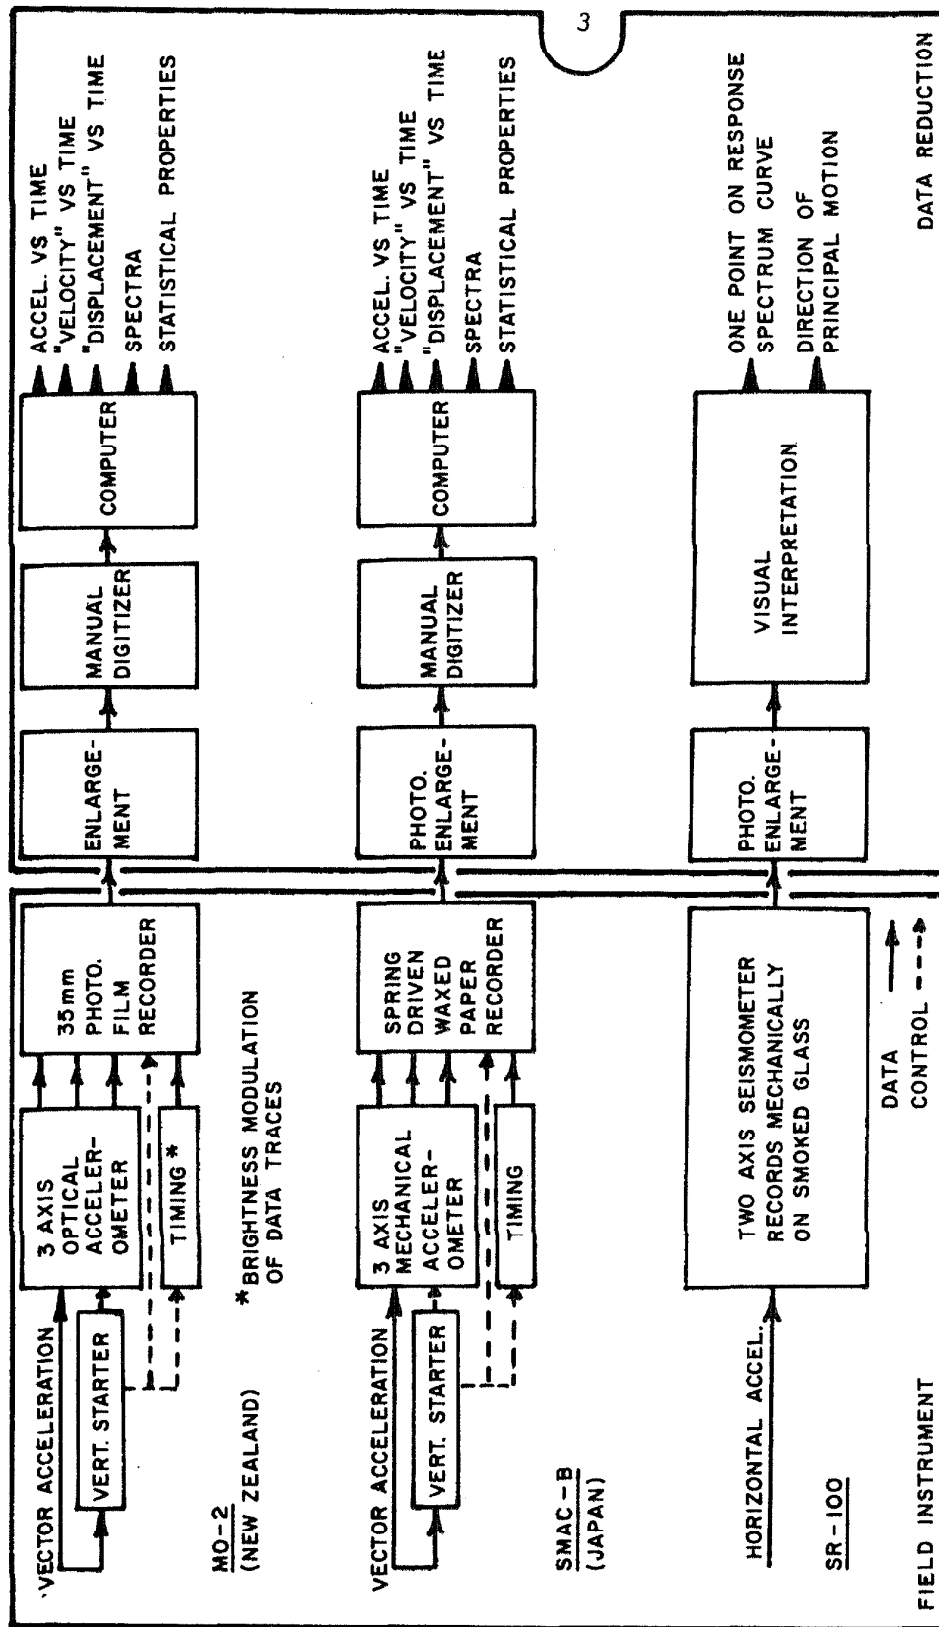 3
VECTOR ACCELERATION
VERT. STARTER
3 AXIS
OPTICAL
ACCELER-
OMETER
TIMING *
35mm
PHOTO.
FILM
RECORDER
ENLARGE-
MENT
MANUAL
DIGITIZER
COMPUTER
ACCEL. VS TIME
"VELOCITY" VS TIME
"DISPLACEMENT" VS TIME
SPECTRA
STATISTICAL PROPERTIES
MO-2
(NEW ZEALAND)
*BRIGHTNESS MODULATION
OF DATA TRACES
VECTOR ACCELERATION
VERT. STARTER
3 AXIS
MECHANICAL
ACCELER-
OMETER
TIMING
SPRING
DRIVEN
WAXED
PAPER
RECORDER
PHOTO.
ENLARGE-
MENT
MANUAL
DIGITIZER
COMPUTER
ACCEL. VS TIME
"VELOCITY" VS TIME
"DISPLACEMENT" VS TIME
SPECTRA
STATISTICAL PROPERTIES
SMAC-B
(JAPAN)
HORIZONTAL ACCEL.
TWO AXIS SEISMOMETER
RECORDS MECHANICALLY
ON SMOKED GLASS
PHOTO.
ENLARGE-
MENT
VISUAL
INTERPRETATION
ONE POINT ON RESPONSE
SPECTRUM CURVE
DIRECTION OF
PRINCIPAL MOTION
SR-100
DATA
CONTROL
FIELD INSTRUMENT
DATA REDUCTION